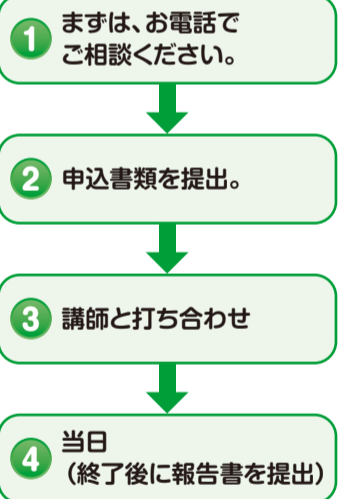 1 まずは、お電話で
ご相談ください。
2 申込書類を提出。
3 講師と打ち合わせ
4 当日
（終了後に報告書を提出）